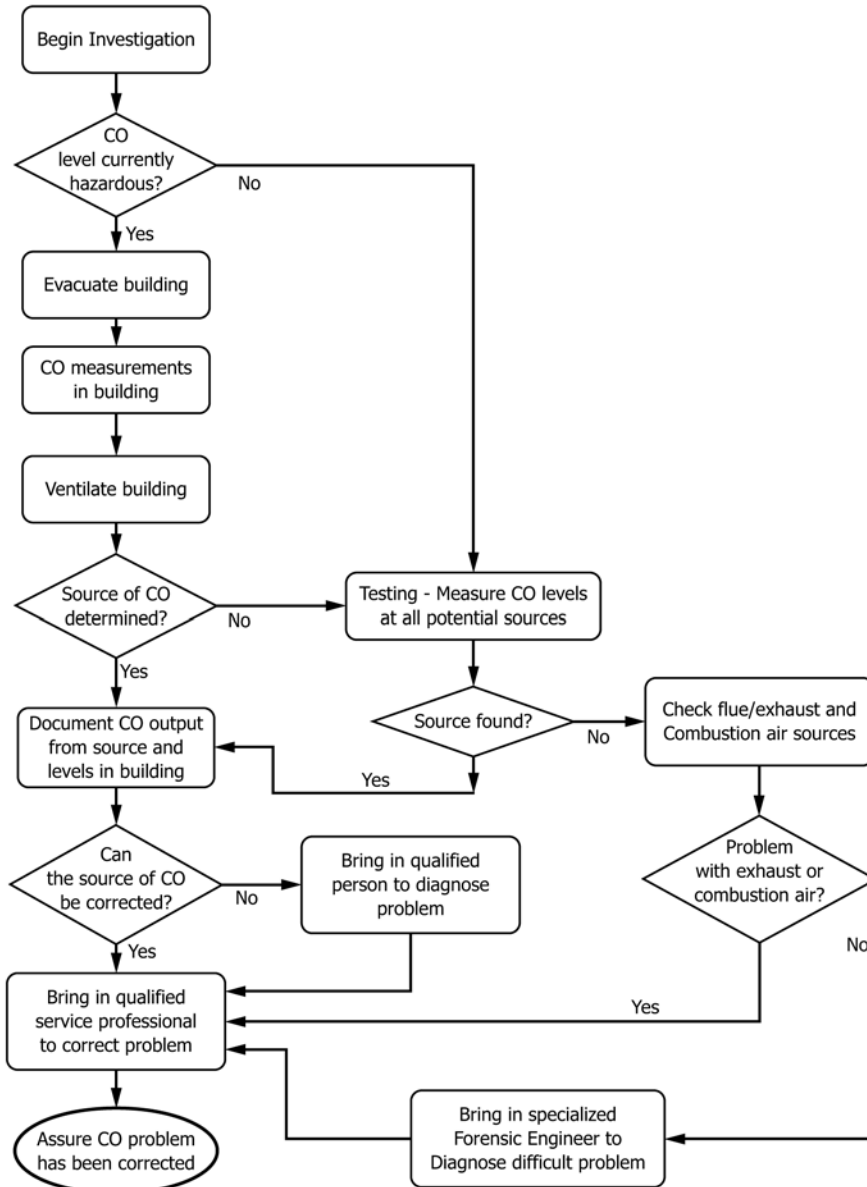 Begin Investigation
CO
level currently
hazardous?
No
Yes
Evacuate building
CO measurements
in building
Ventilate building
Source of CO
determined?
No
Yes
Testing - Measure CO levels
at all potential sources
Source found?
No
Yes
Check flue/exhaust and
Combustion air sources
Document CO output
from source and
levels in building
Can
the source of CO
be corrected?
No
Yes
Bring in qualified
person to diagnose
problem
Problem
with exhaust or
combustion air?
No
Yes
Bring in qualified
service professional
to correct problem
Bring in specialized
Forensic Engineer to
Diagnose difficult problem
Assure CO problem
has been corrected